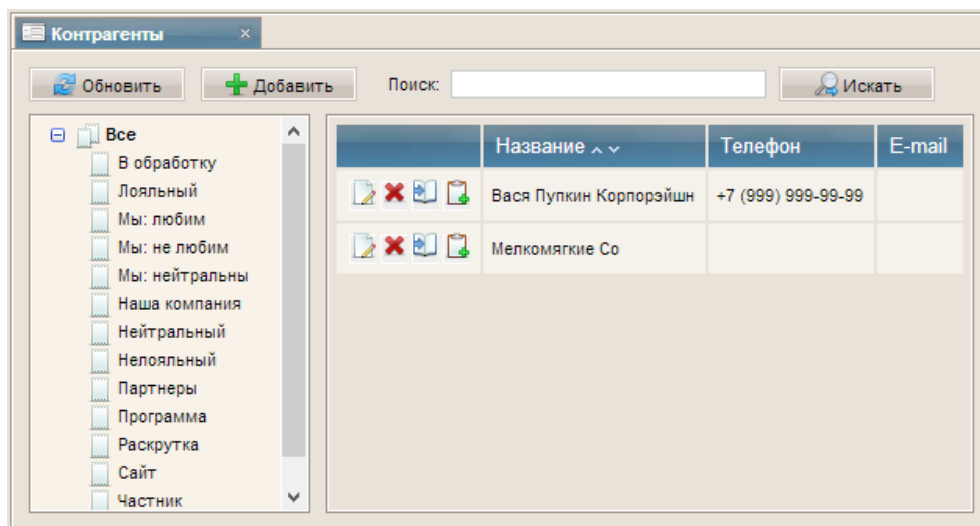 Контрагенты
Обновить Добавить Поиск: Искать
Все
В обработку
Лояльный
Мы: любим
Мы: не любим
Мы: нейтральны
Наша компания
Нейтральный
Нелояльный
Партнеры
Программа
Раскрутка
Сайт
Частник
Название Телефон E-mail
Вася Пупкин Корпорэйшн +7 (999) 999-99-99
Мелкомягкие Со